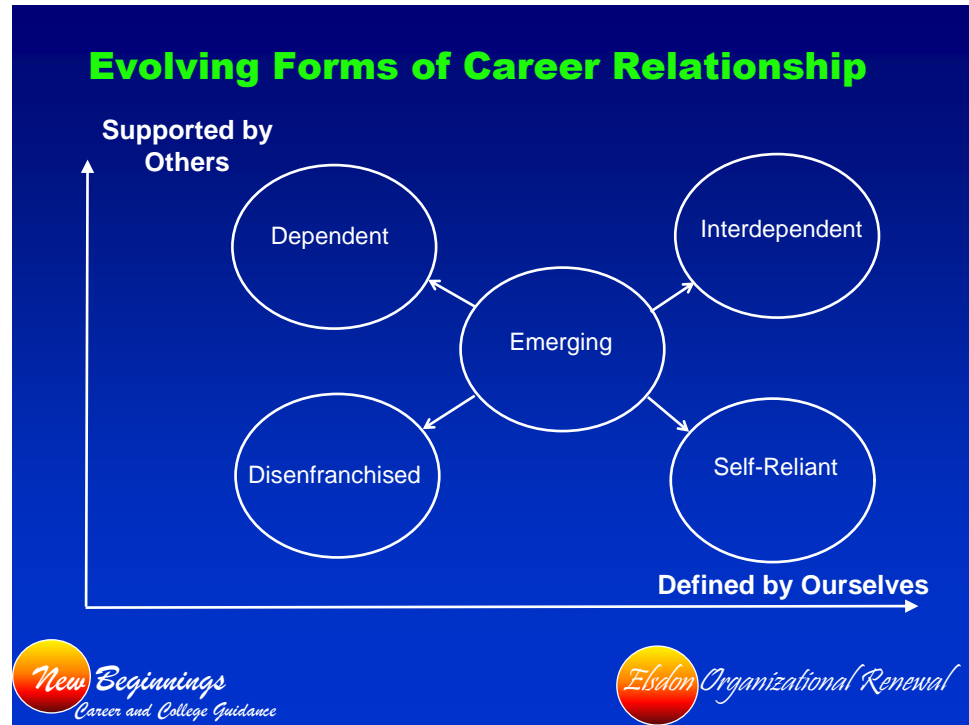 Evolving Forms of Career Relationship
Supported by
Others
Dependent
Interdependent
Emerging
Disenfranchised
Self-Reliant
Defined by Ourselves
New Beginnings
Career and College Guidance
Elsdon Organizational Renewal